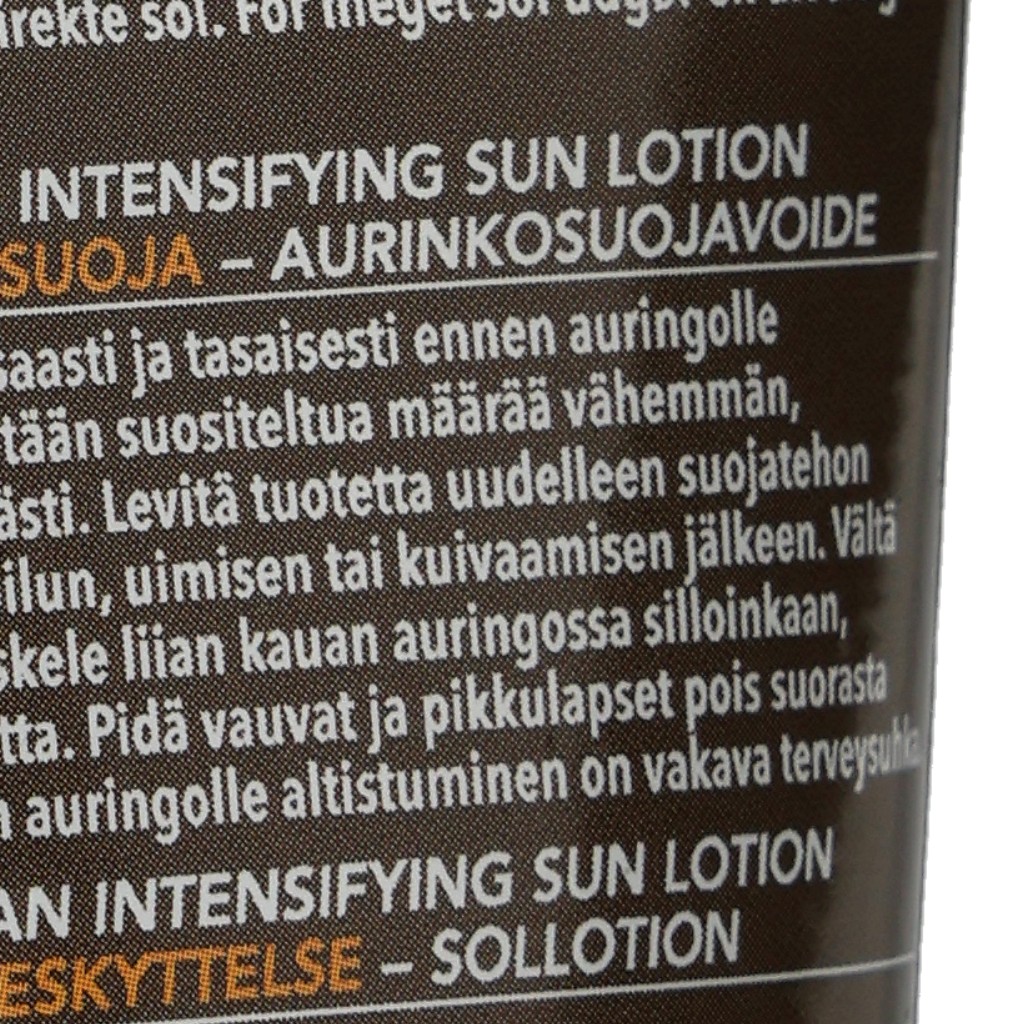 irekte sol. For meget sol
INTENSIFYING SUN LOTION
SUOJA – AURINKOSUOJAVOIDE
saasti ja tasaisesti ennen auringolle
tään suositeltua määrää vähemmän,
ästi. Levitä tuotetta uudelleen suojatehon
ilun, uimisen tai kuivaamisen jälkeen. Vältä
skele liian kauan auringossa silloinkaan,
tta. Pidä vauvat ja pikkulapset pois suorasta
n auringolle altistuminen on vakava terveysuhka.
AN INTENSIFYING SUN LOTION
ESKYTTELSE – SOLLOTION